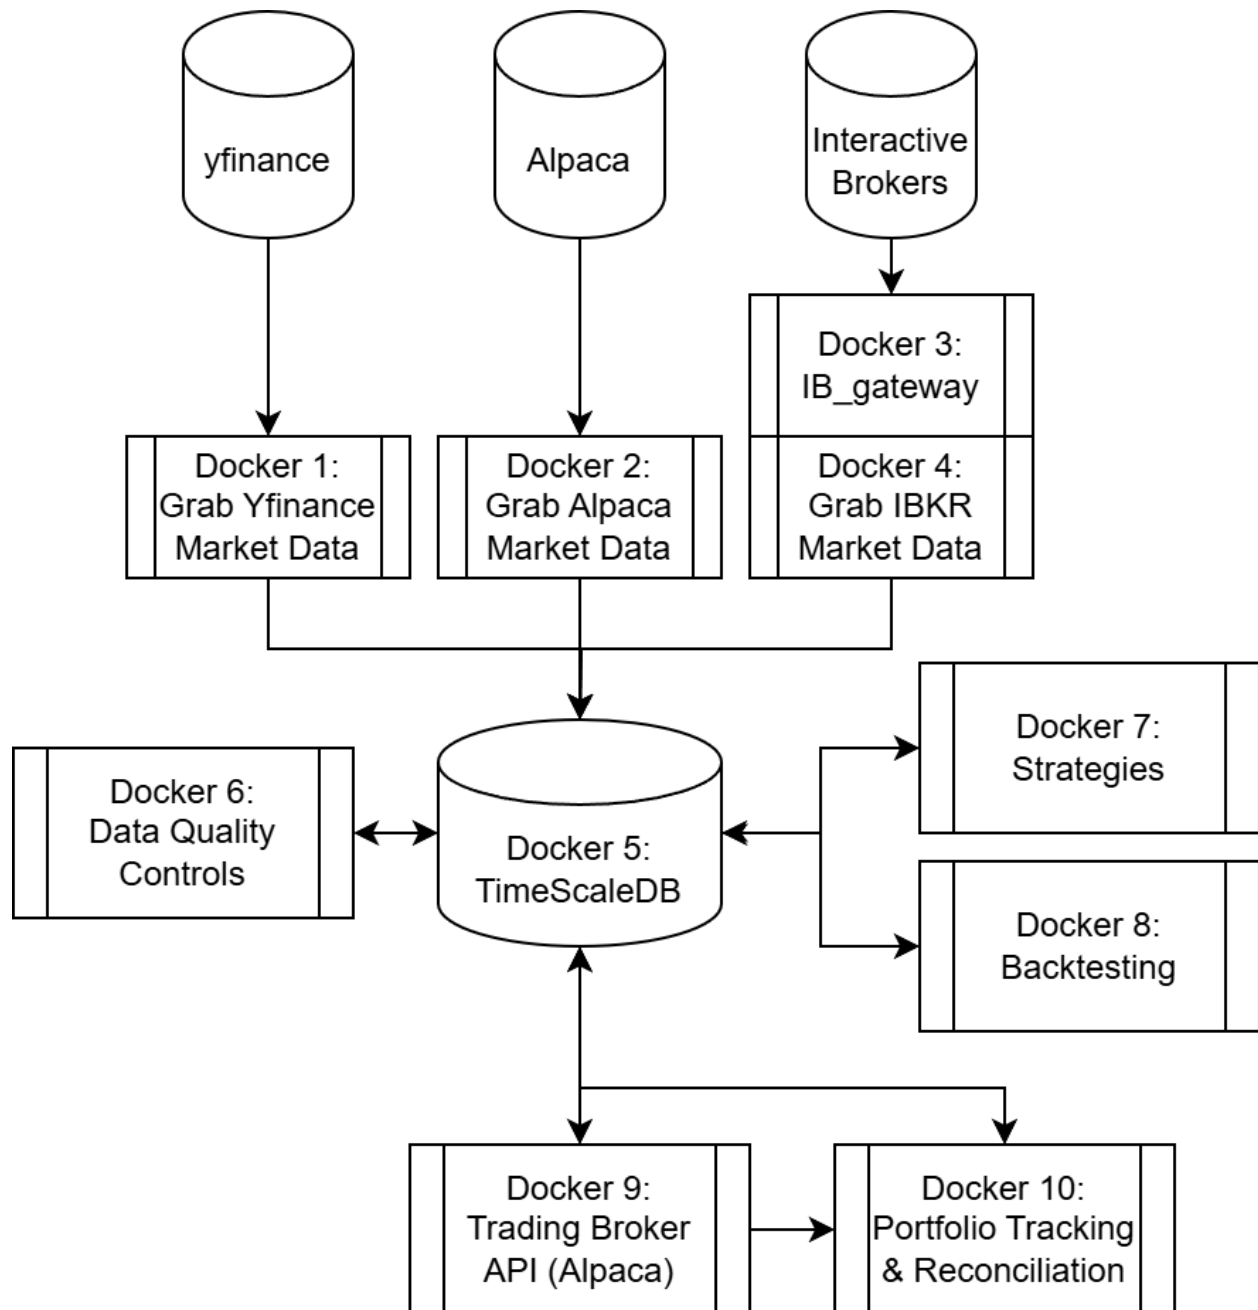 yfinance
Alpaca
Interactive
Brokers
Docker 3:
IB_gateway
Docker 1:
Grab Yfinance
Market Data
Docker 2:
Grab Alpaca
Market Data
Docker 4:
Grab IBKR
Market Data
Docker 7:
Strategies
Docker 6:
Data Quality
Controls
Docker 5:
TimeScaleDB
Docker 8:
Backtesting
Docker 9:
Trading Broker
API (Alpaca)
Docker 10:
Portfolio Tracking
& Reconciliation